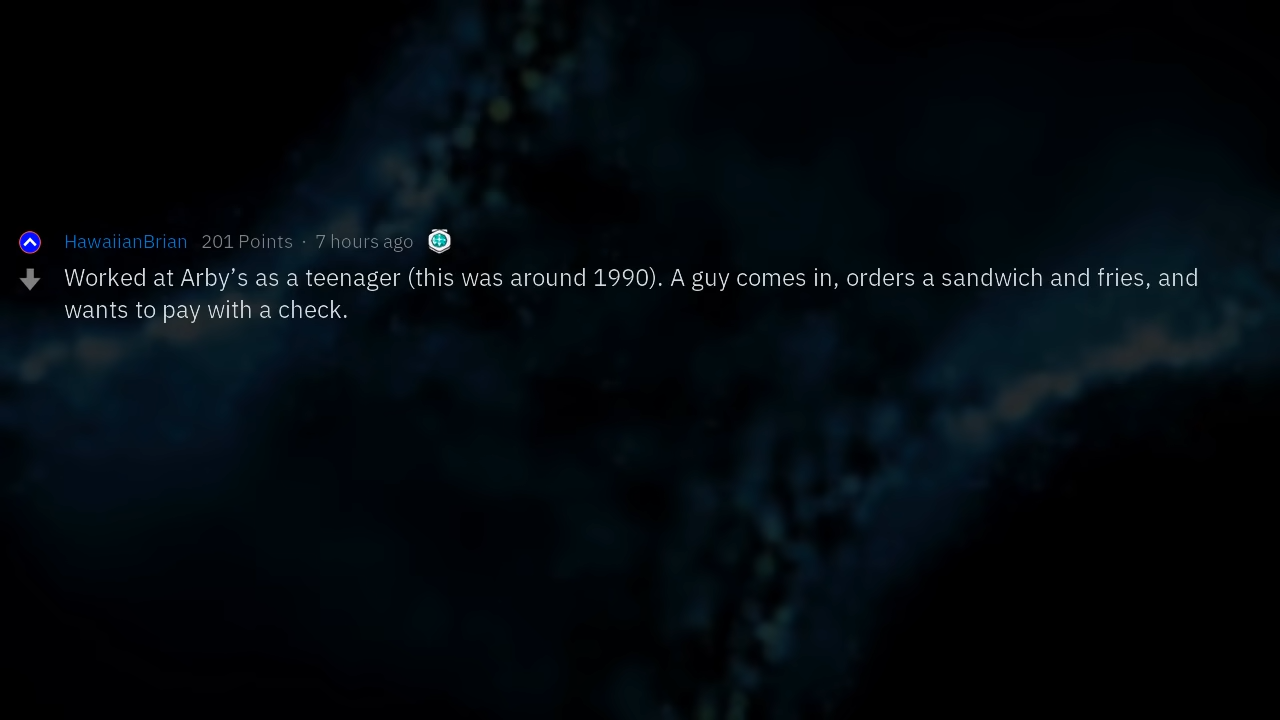 HawaiianBrian 201 Points · 7 hours ago
Worked at Arby’s as a teenager (this was around 1990). A guy comes in, orders a sandwich and fries, and
wants to pay with a check.